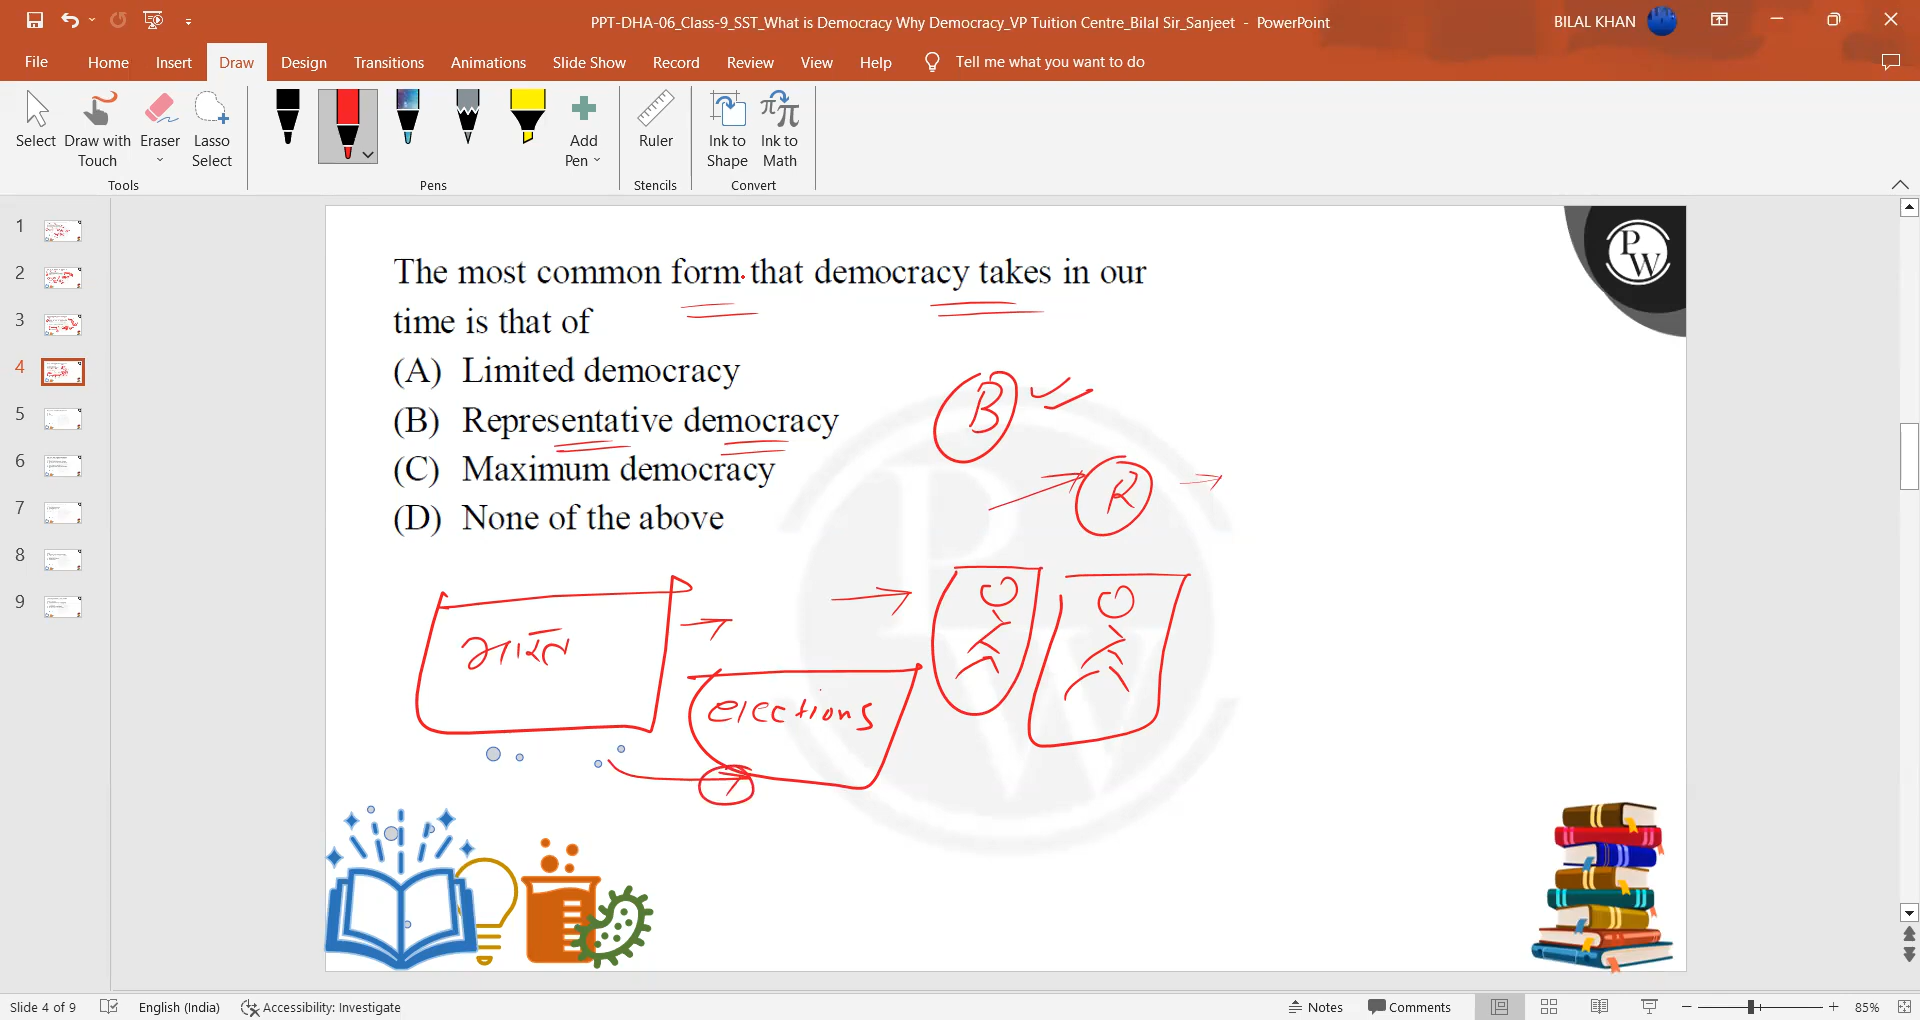 PPT-DHA-06_Class-9_SST_What is Democracy Why Democracy_VP Tuition Centre_Bilal Sir_Sanjeet - PowerPoint
BILAL KHAN
File Home Insert Draw Design Transitions Animations Slide Show Record Review View Help Tell me what you want to do
Select
Draw with Touch
Eraser
Lasso Select
Add Pen
Ruler
Ink to Shape
Ink to Math
Tools Pens Stencils Convert
1
2
3
4
5
6
7
8
9
PW
The most common form that democracy takes in our
time is that of
(A) Limited democracy
(B) Representative democracy
(C) Maximum democracy
(D) None of the above
B
R
भारत
elections
PW
Slide 4 of 9 English (India) Accessibility: Investigate Notes Comments 85%